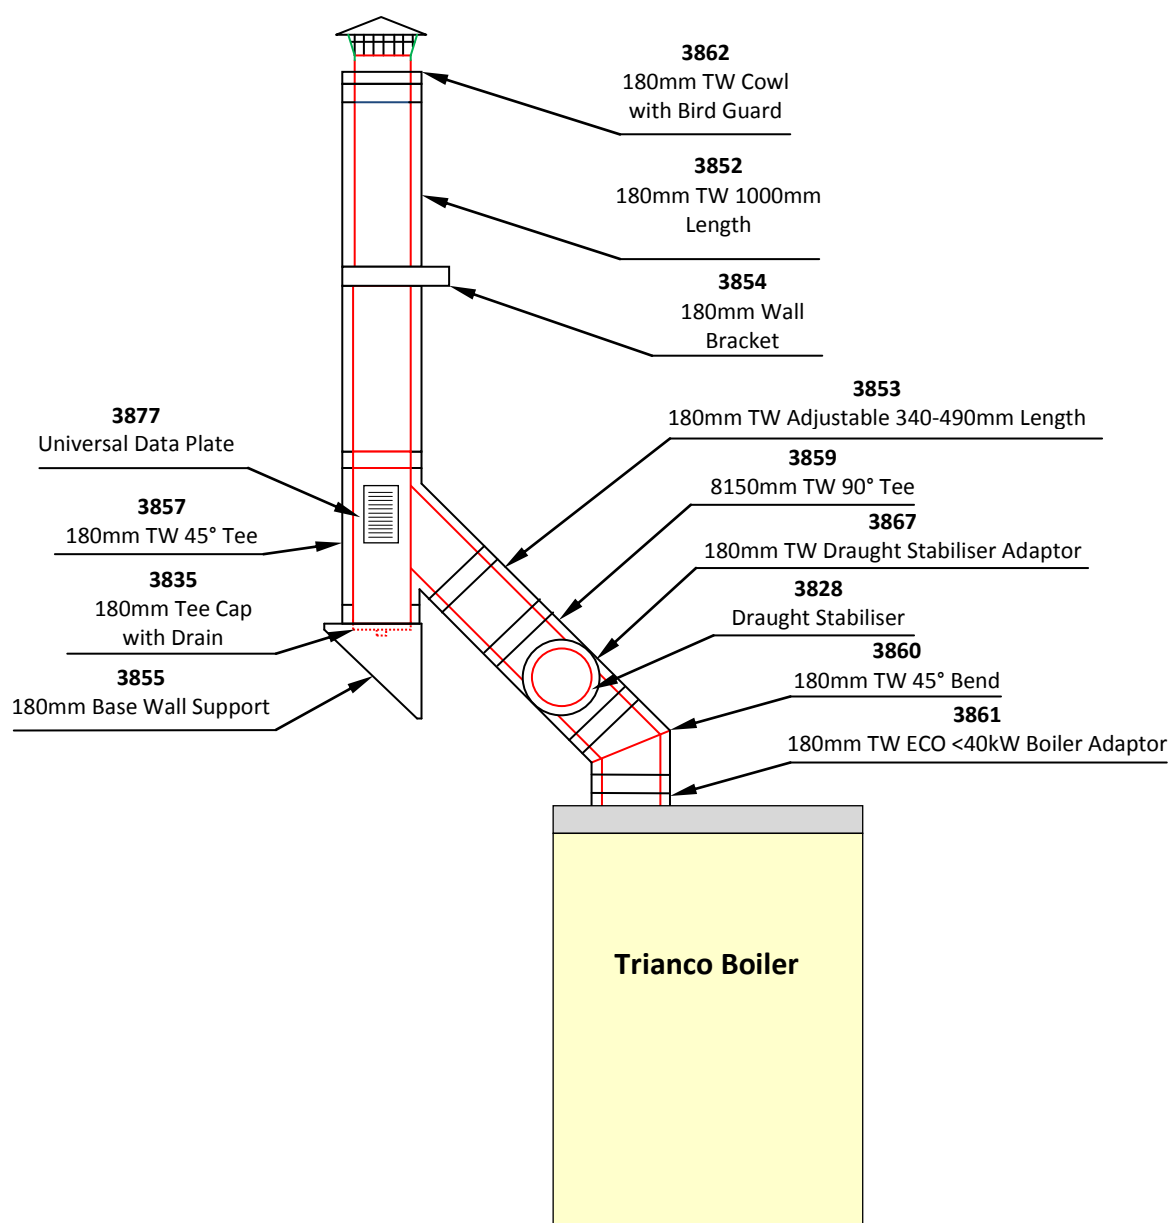 3862
180mm TW Cowl
with Bird Guard
3852
180mm TW 1000mm
Length
3854
180mm Wall
Bracket
3853
180mm TW Adjustable 340-490mm Length
3859
8150mm TW 90° Tee
3867
180mm TW Draught Stabiliser Adaptor
3828
Draught Stabiliser
3860
180mm TW 45° Bend
3861
180mm TW ECO <40kW Boiler Adaptor
3877
Universal Data Plate
3857
180mm TW 45° Tee
3835
180mm Tee Cap
with Drain
3855
180mm Base Wall Support
Trianco Boiler